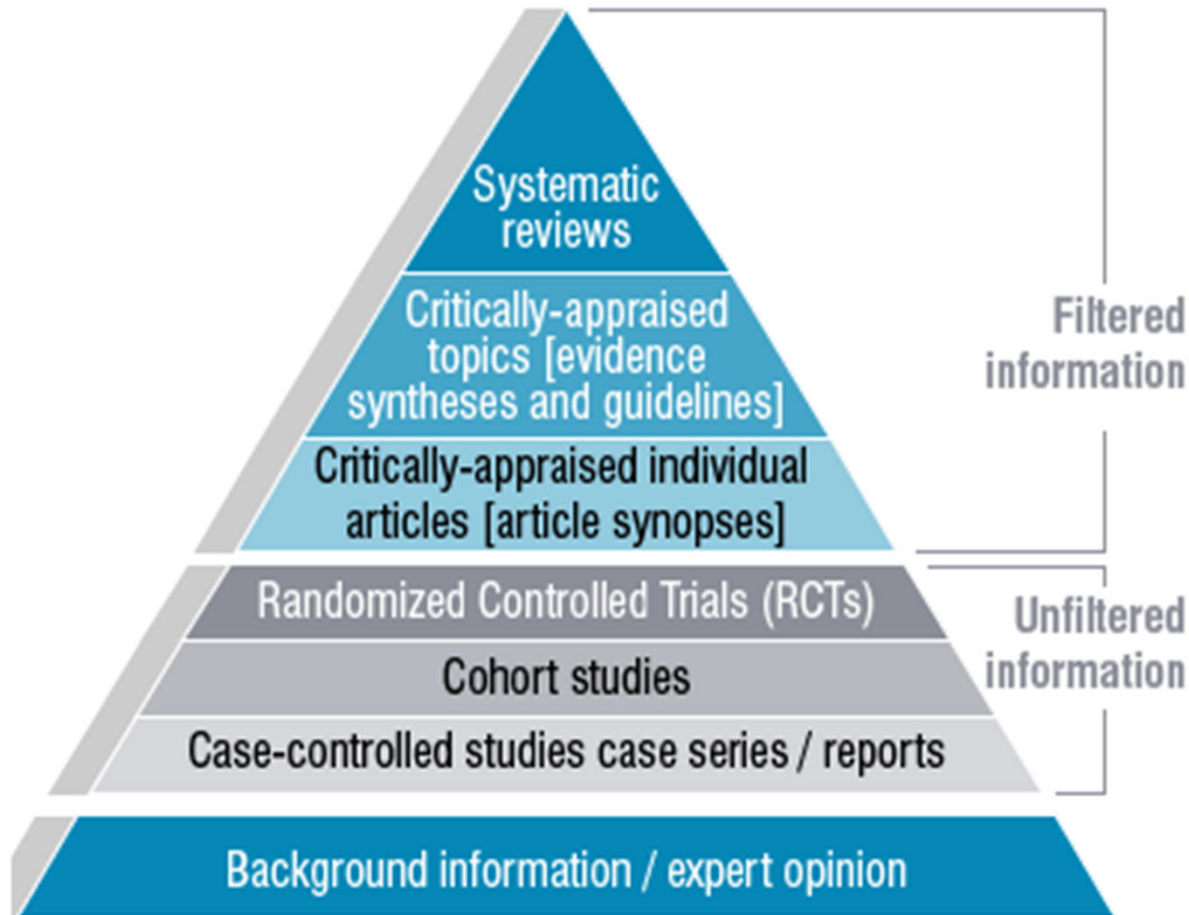 Systematic
reviews
Critically-appraised
topics [evidence
syntheses and guidelines]
Filtered
information
Critically-appraised individual
articles [article synopses]
Randomized Controlled Trials (RCTs)
Unfiltered
information
Cohort studies
Case-controlled studies case series / reports
Background information / expert opinion